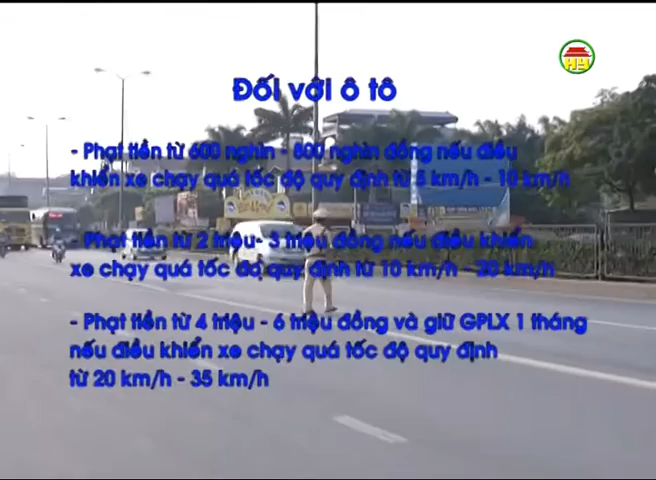 HY
Đối với ô tô
- Phạt tiền từ 600 nghìn - 800 nghìn đồng nếu điều
khiển xe chạy quá tốc độ quy định từ 5 km/h - 10 km/h
- Phạt tiền từ 2 triệu- 3 triệu đồng nếu điều khiển
xe chạy quá tốc độ quy định từ 10 km/h - 20 km/h
- Phạt tiền từ 4 triệu - 6 triệu đồng và giữ GPLX 1 tháng
nếu điều khiển xe chạy quá tốc độ quy định
từ 20 km/h - 35 km/h